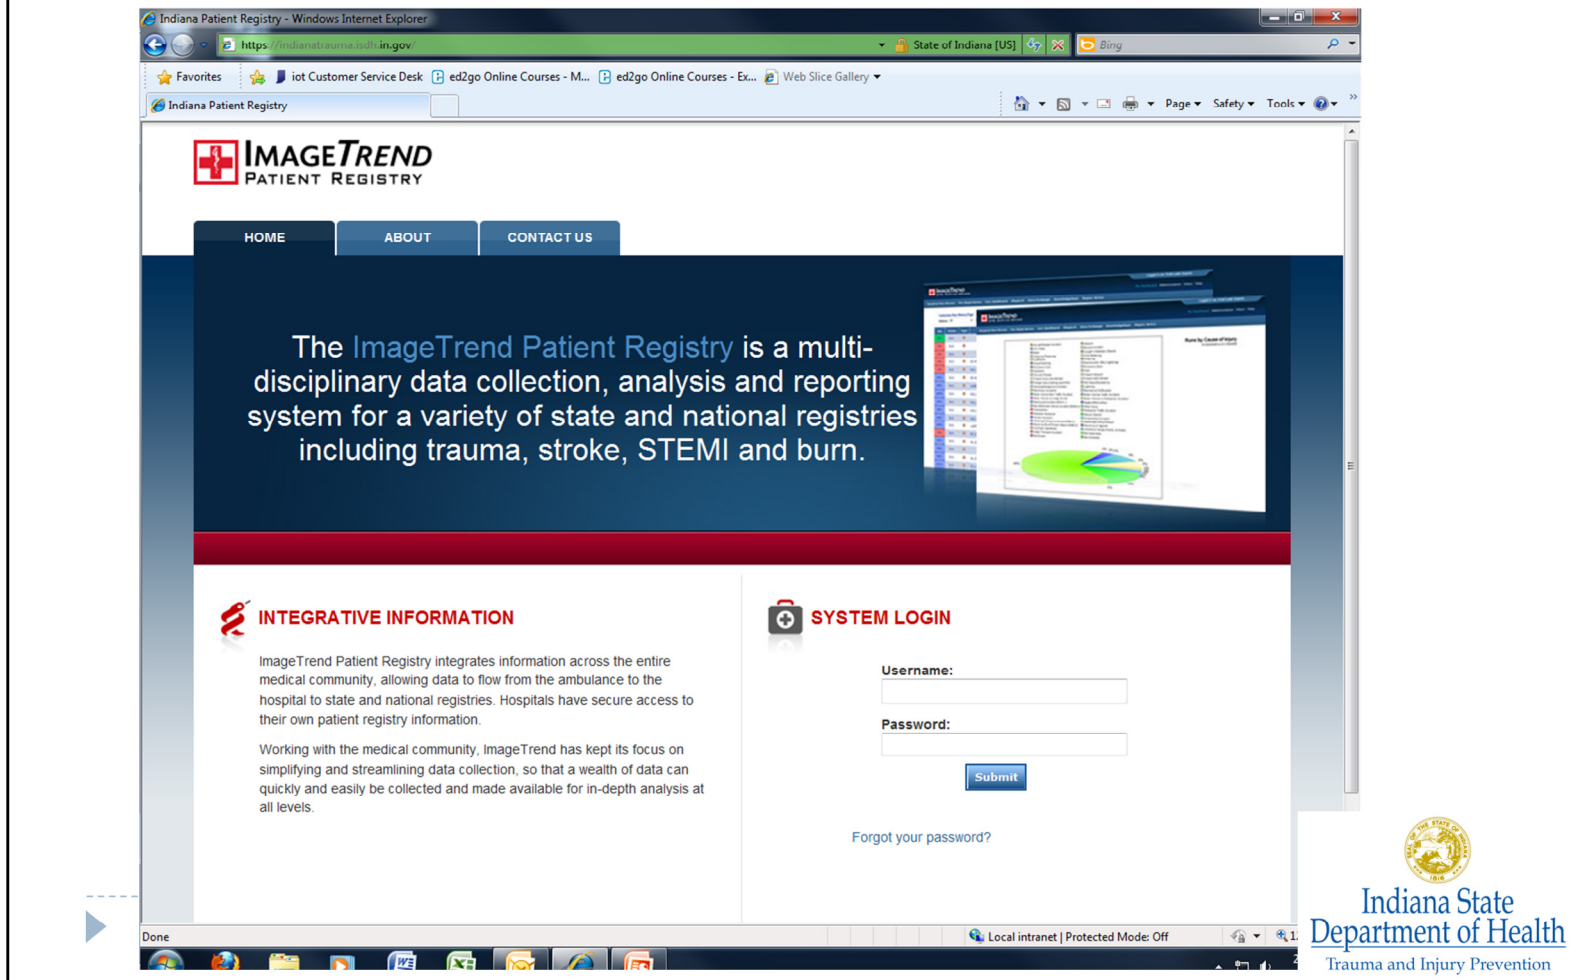 Indiana Patient Registry - Windows Internet Explorer
https://indianatrauma.isdh.in.gov/
State of Indiana [US]
Bing
Favorites
iot Customer Service Desk
ed2go Online Courses - M...
ed2go Online Courses - Ex...
Web Slice Gallery
Indiana Patient Registry
Page
Safety
Tools
IMAGETREND
PATIENT REGISTRY
HOME
ABOUT
CONTACT US
The ImageTrend Patient Registry is a multi-
disciplinary data collection, analysis and reporting
system for a variety of state and national registries
including trauma, stroke, STEMI and burn.
Runs by Cause of Injury
INTEGRATIVE INFORMATION
ImageTrend Patient Registry integrates information across the entire
medical community, allowing data to flow from the ambulance to the
hospital to state and national registries. Hospitals have secure access to
their own patient registry information.
Working with the medical community, ImageTrend has kept its focus on
simplifying and streamlining data collection, so that a wealth of data can
quickly and easily be collected and made available for in-depth analysis at
all levels.
SYSTEM LOGIN
Username:
Password:
Submit
Forgot your password?
Done
Local intranet | Protected Mode: Off
Indiana State
Department of Health
Trauma and Injury Prevention